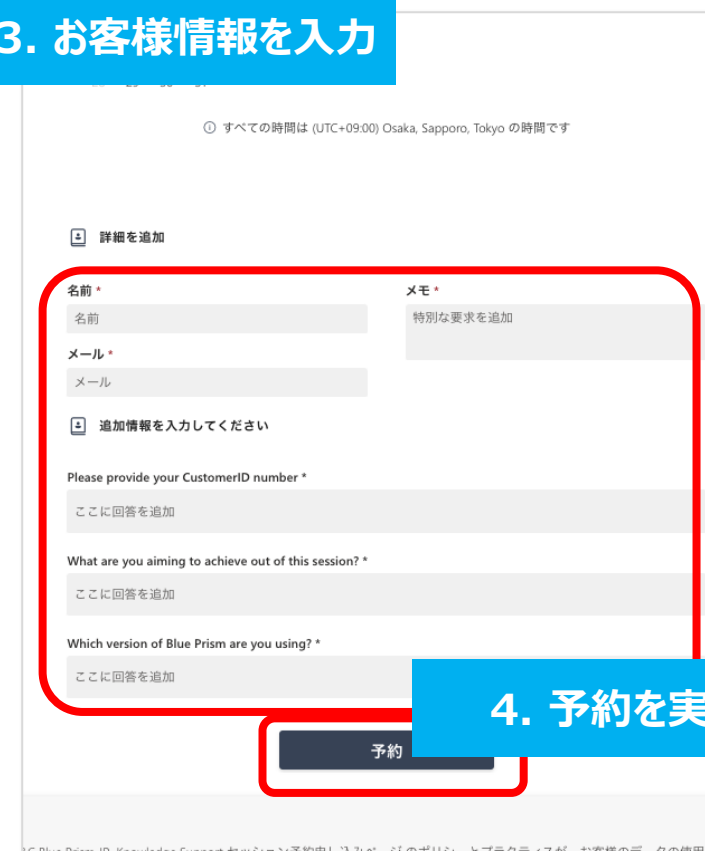 3. お客様情報を入力
すべての時間は (UTC+09:00) Osaka, Sapporo, Tokyo の時間です
詳細を追加
名前 *
名前
メモ *
特別な要求を追加
メール *
メール
追加情報を入力してください
Please provide your CustomerID number *
ここに回答を追加
What are you aiming to achieve out of this session? *
ここに回答を追加
Which version of Blue Prism are you using? *
ここに回答を追加
4. 予約を実
予約